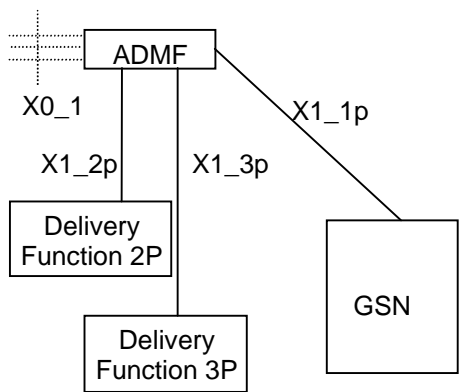 ADMF
X0_1
X1_1p
X1_2p
X1_3p
Delivery
Function 2P
GSN
Delivery
Function 3P